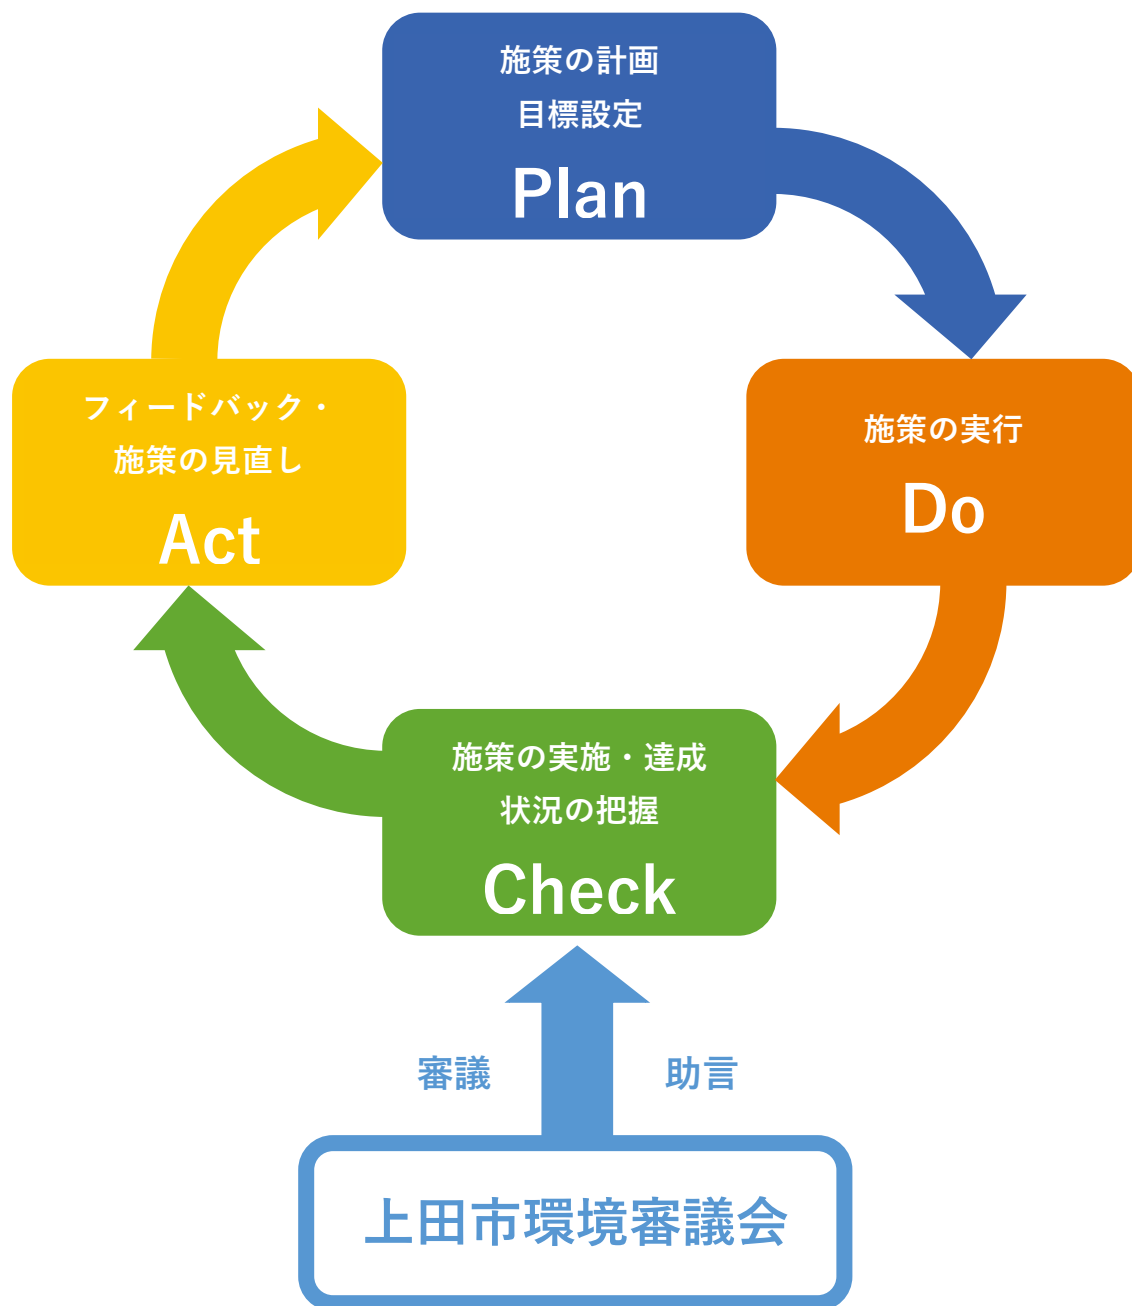 施策の計画
目標設定
Plan
フィードバック・
施策の見直し
Act
施策の実行
Do
施策の実施・達成
状況の把握
Check
審議
助言
上田市環境審議会